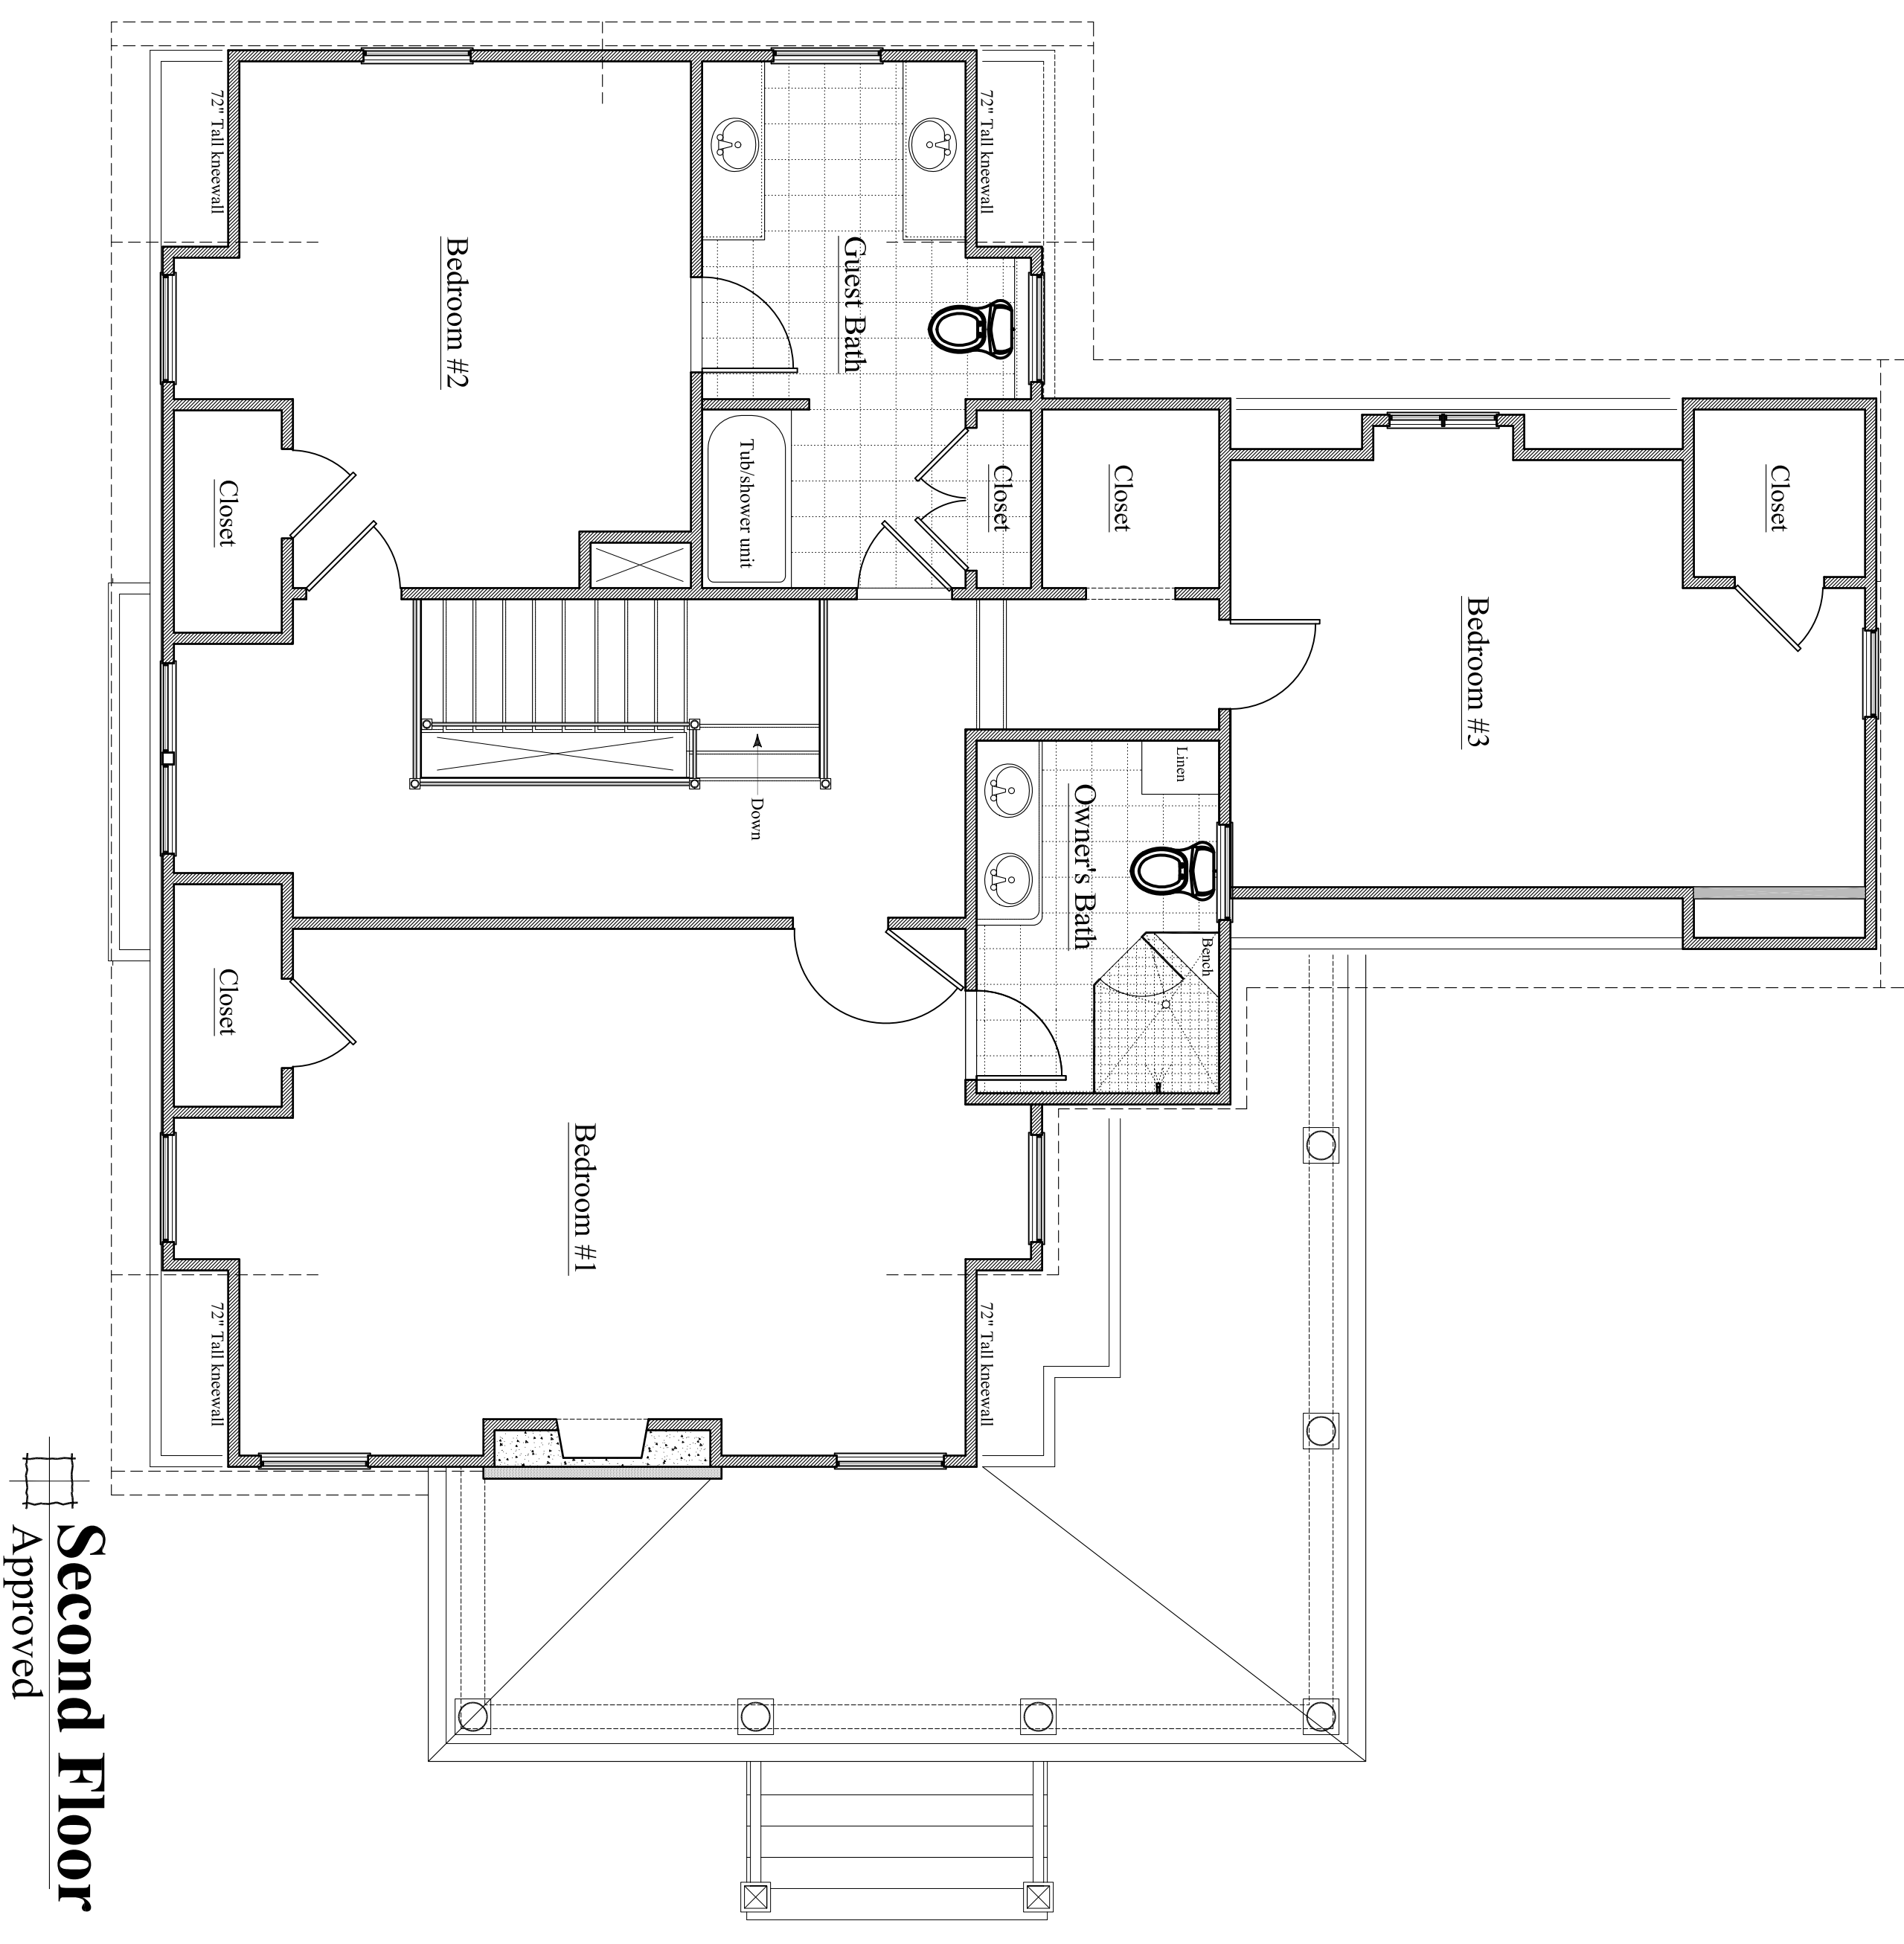 72" Tall kneewall
72" Tall kneewall
Bedroom #2
Guest Bath
Closet
Tub/shower unit
Closet
Closet
Closet
Bedroom #3
Linen
Owner's Bath
Down
Bench
Closet
Bedroom #1
72" Tall kneewall
72" Tall kneewall
Second Floor
Approved